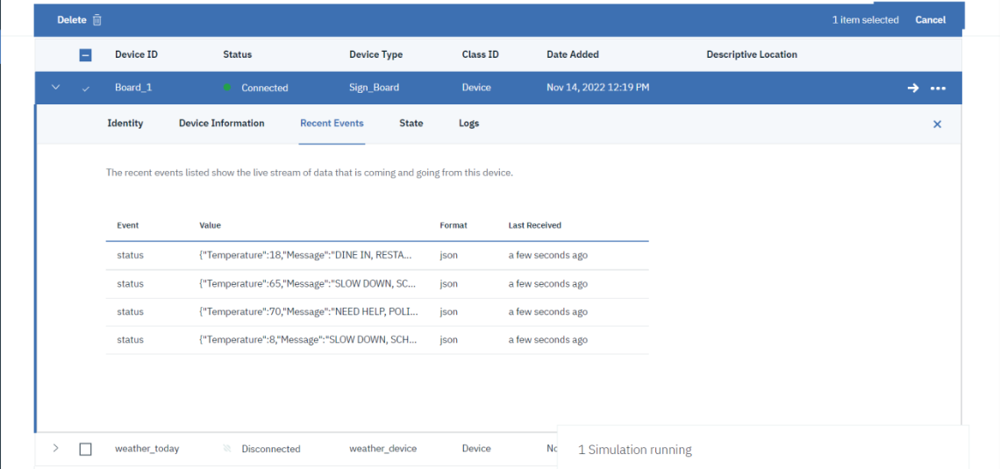 Delete 1 item selected Cancel
Device ID Status Device Type Class ID Date Added Descriptive Location
Board_1 Connected Sign_Board Device Nov 14, 2022 12:19 PM
Identity Device Information Recent Events State Logs
The recent events listed show the live stream of data that is coming and going from this device.
Event Value Format Last Received
status {"Temperature":18,"Message":"DINE IN, RESTA... json a few seconds ago
status {"Temperature":65,"Message":"SLOW DOWN, SC... json a few seconds ago
status {"Temperature":70,"Message":"NEED HELP, POLI... json a few seconds ago
status {"Temperature":8,"Message":"SLOW DOWN, SCH... json a few seconds ago
weather_today Disconnected weather_device Device No
1 Simulation running